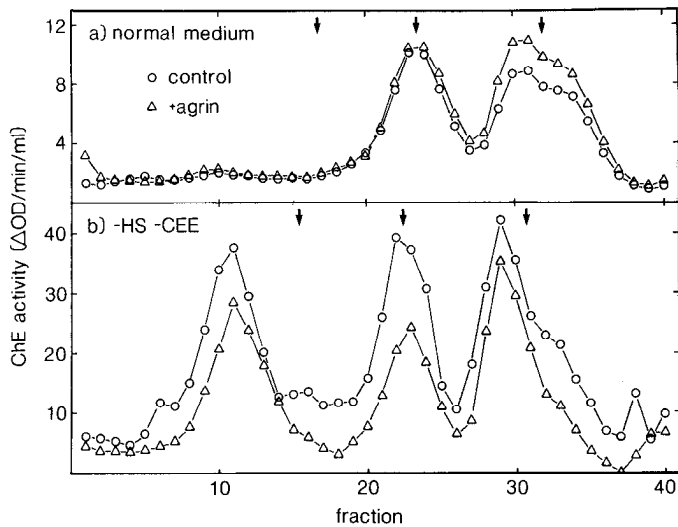 a) normal medium
control
+agrin
12
8
4
b) -HS -CEE
40
30
20
10
10
20
30
40
fraction
ChE activity (ΔOD/min/ml)